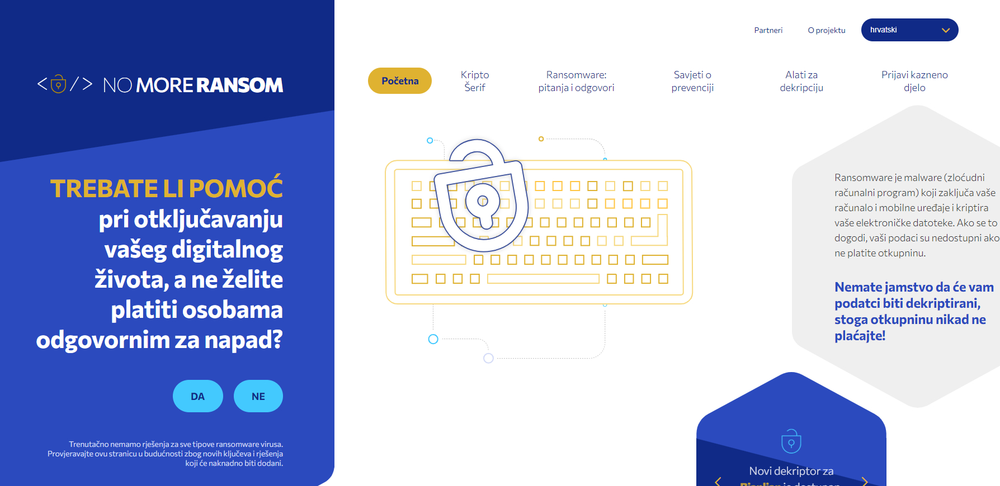 Partneri
O projektu
hrvatski
</> NO MORE RANSOM
Početna
Kripto
Šerif
Ransomware:
pitanja i odgovori
Savjeti o
prevenciji
Alati za
dekripciju
Prijavi kazneno
djelo
TREBATE LI POMOĆ
pri otključavanju
vašeg digitalnog
života, a ne želite
platiti osobama
odgovornim za napad?
DA
NE
Trenutačno nemamo rješenja za sve tipove ransomware virusa.
Provjeravajte ovu stranicu u budućnosti zbog novih ključeva i rješenja
koji će naknadno biti dodani.
Ransomware je malware (zloćudni
računalni program) koji zaključa vaše
računalo i mobilne uređaje i kriptira
vaše elektroničke datoteke. Ako se to
dogodi, vaši podaci su nedostupni ako
ne platite otkupninu.
Nemate jamstvo da će vam
podatci biti dekriptirani,
stoga otkupninu nikad ne
plaćajte!
Novi dekriptor za
je dostupan